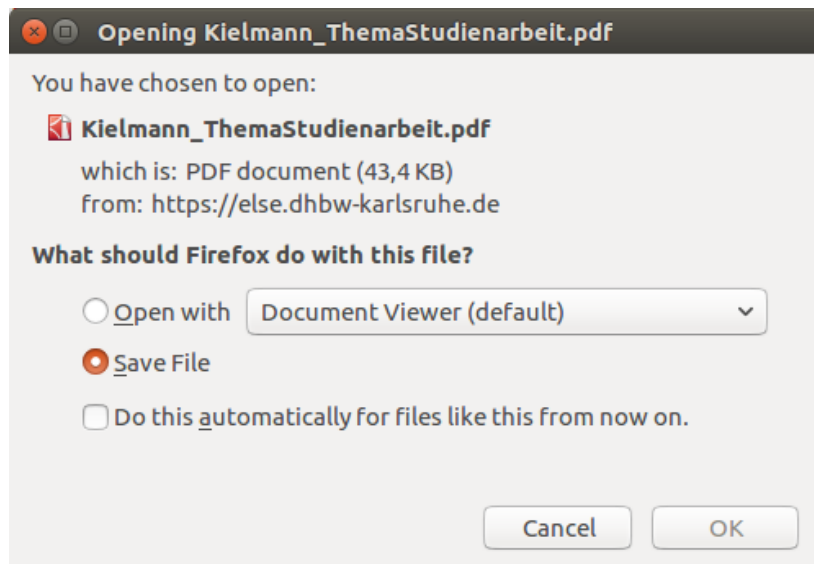 Opening Kielmann_ThemaStudienarbeit.pdf
You have chosen to open:
Kielmann_ThemaStudienarbeit.pdf
which is: PDF document (43,4 KB)
from: https://else.dhbw-karlsruhe.de
What should Firefox do with this file?
Open with Document Viewer (default)
Save File
Do this automatically for files like this from now on.
Cancel OK